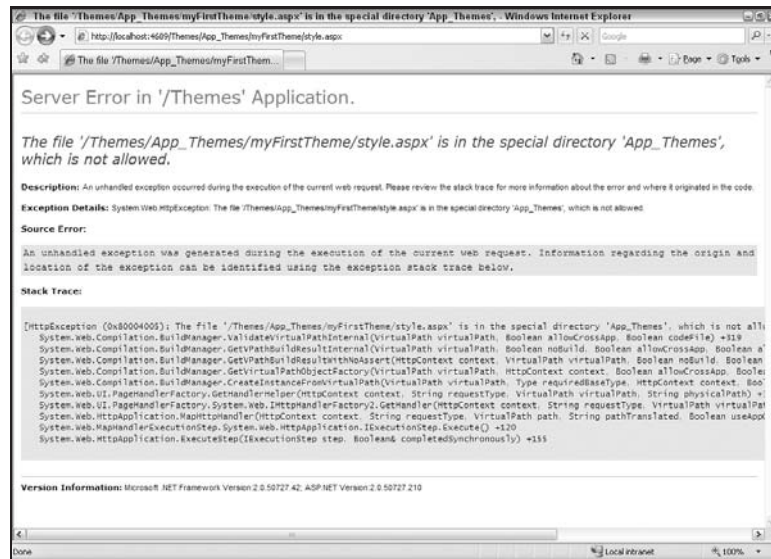 The file '/Themes/App_Themes/myFirstTheme/style.aspx' is in the special directory 'App_Themes', - Windows Internet Explorer
http://localhost:4689/Themes/App_Themes/myFirstTheme/style.aspx
Google
The file '/Themes/App_Themes/myFirstThem...
Page
Tools
Server Error in '/Themes' Application.
The file '/Themes/App_Themes/myFirstTheme/style.aspx' is in the special directory 'App_Themes',
which is not allowed.
Description: An unhandled exception occurred during the execution of the current web request. Please review the stack trace for more information about the error and where it originated in the code.
Exception Details: System.Web.HttpException: The file '/Themes/App_Themes/myFirstTheme/style.aspx' is in the special directory 'App_Themes', which is not allowed.
Source Error:
An unhandled exception was generated during the execution of the current web request. Information regarding the origin and
location of the exception can be identified using the exception stack trace below.
Stack Trace:
[HttpException (0x80004005): The file '/Themes/App_Themes/myFirstTheme/style.aspx' is in the special directory 'App_Themes', which is not all
System.Web.Compilation.BuildManager.ValidateVirtualPathInternal(VirtualPath virtualPath, Boolean allowCrossApp, Boolean codeFile) +319
System.Web.Compilation.BuildManager.GetVPathBuildResultInternal(VirtualPath virtualPath, Boolean noBuild, Boolean allowCrossApp, Boolean a
System.Web.Compilation.BuildManager.GetVPathBuildResultWithNoAssert(HttpContext context, VirtualPath virtualPath, Boolean noBuild, Boolean
System.Web.Compilation.BuildManager.GetVirtualPathObjectFactory(VirtualPath virtualPath, HttpContext context, Boolean allowCrossApp, Boolea
System.Web.Compilation.BuildManager.CreateInstanceFromVirtualPath(VirtualPath virtualPath, Type requiredBaseType, HttpContext context, Boo
System.Web.UI.PageHandlerFactory.GetHandlerHelper(HttpContext context, String requestType, VirtualPath virtualPath, String physicalPath) +
System.Web.UI.PageHandlerFactory.System.Web.IHttpHandlerFactory2.GetHandler(HttpContext context, String requestType, VirtualPath virtualPat
System.Web.HttpApplication.MapHttpHandler(HttpContext context, String requestType, VirtualPath path, String pathTranslated, Boolean useApp
System.Web.MapHandlerExecutionStep.System.Web.HttpApplication.IExecutionStep.Execute() +120
System.Web.HttpApplication.ExecuteStep(IExecutionStep step, Boolean& completedSynchronously) +155
Version Information: Microsoft .NET Framework Version:2.0.50727.42; ASP.NET Version:2.0.50727.210
Done
Local intranet
100%